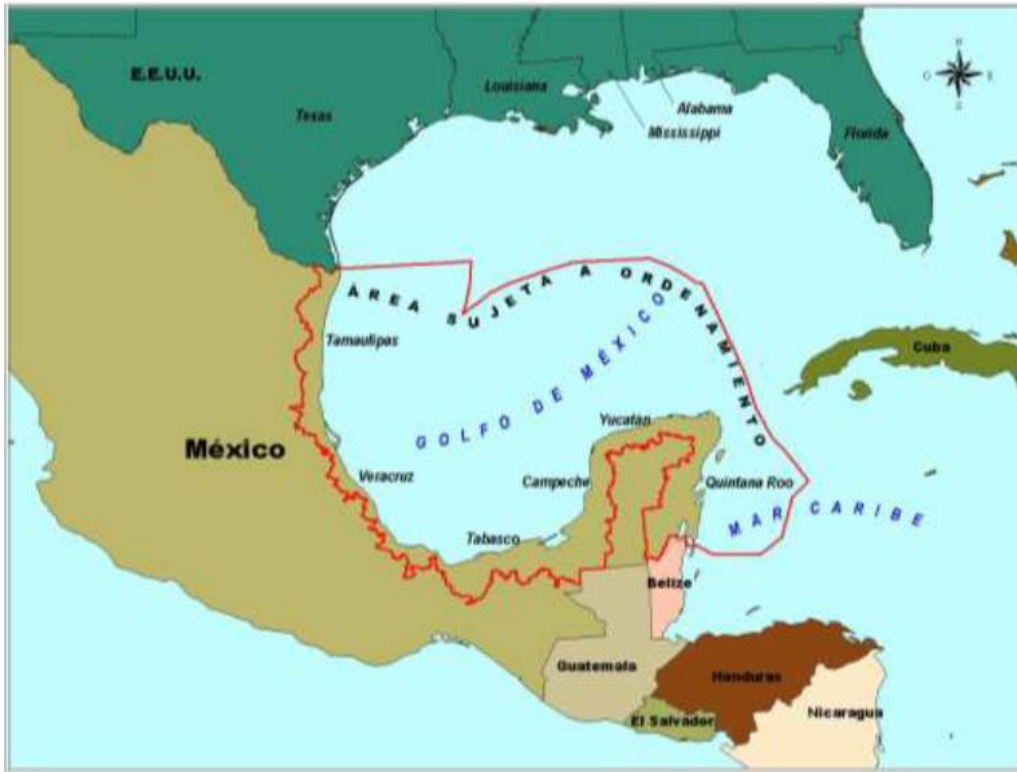 N
O
E
S
E.E.U.U.
Texas
Louisiana
Alabama
Mississippi
Florida
ÁREA SUJETA A ORDENAMIENTO
GOLFO DE MÉXICO
Tamaulipas
Cuba
México
Yucatán
Veracruz
Campeche
Quintana Roo
MAR CARIBE
Tabasco
Belize
Guatemala
Honduras
El Salvador
Nicaragua